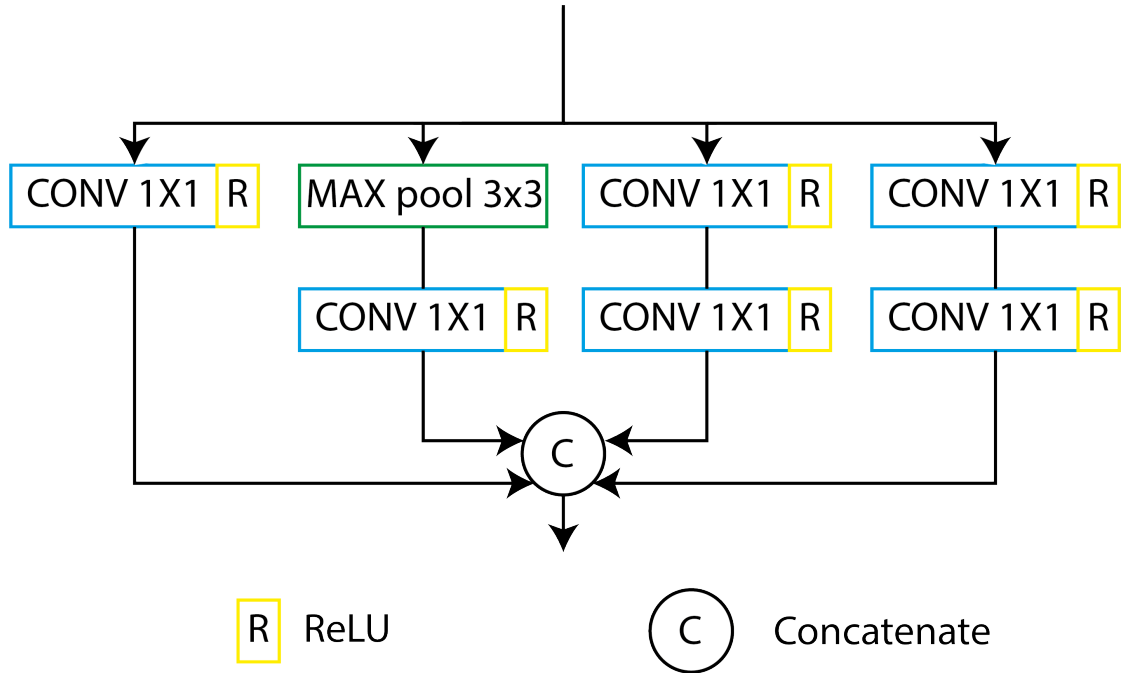 CONV 1X1 R MAX pool 3x3 CONV 1X1 R CONV 1X1 R
CONV 1X1 R CONV 1X1 R CONV 1X1 R
C
R ReLU C Concatenate